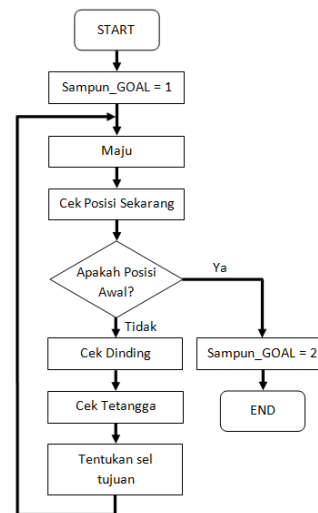 START
Sampun_GOAL = 1
Maju
Cek Posisi Sekarang
Apakah Posisi
Awal?
Ya
Tidak
Cek Dinding
Sampun_GOAL = 2
Cek Tetangga
END
Tentukan sel
tujuan